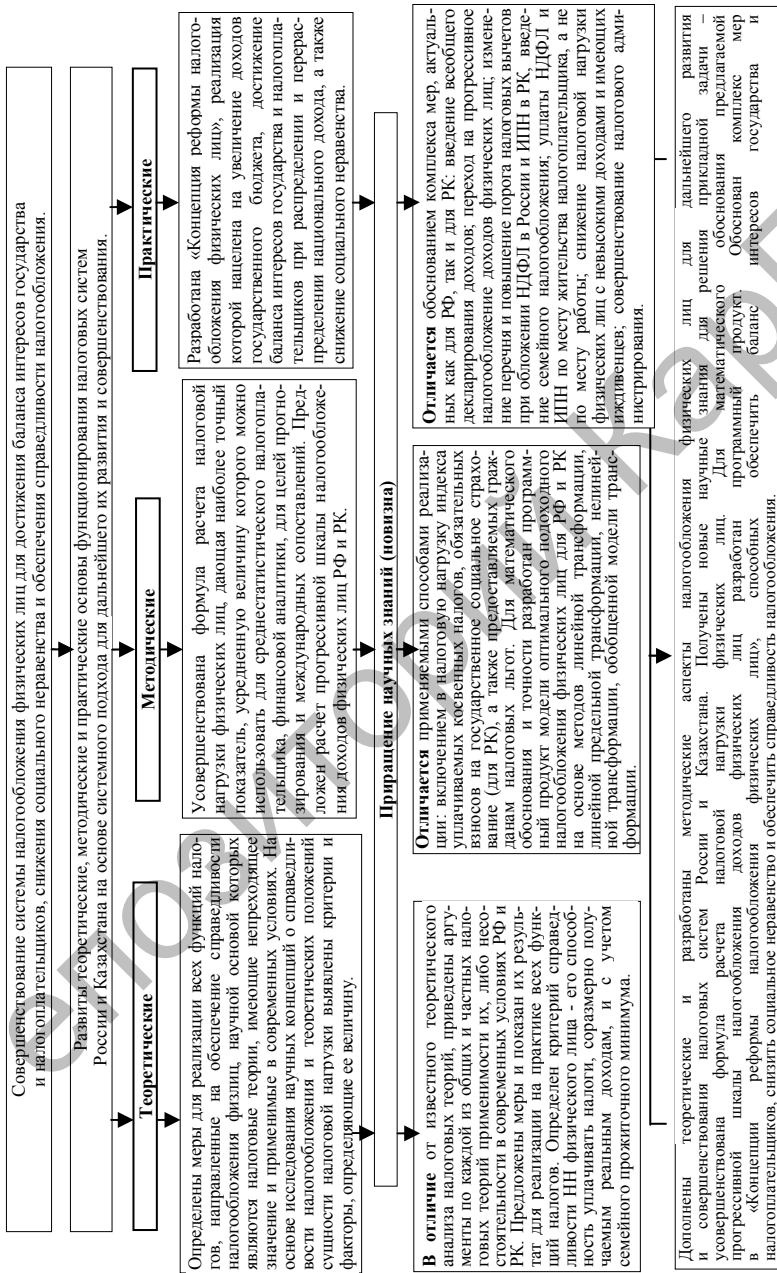 Совершенствование системы налогообложения физических лиц для достижения баланса интересов государства
и налогоплательщиков, снижения социального неравенства и обеспечения справедливости налогообложения.
Развиты теоретические, методические и практические основы функционирования налоговых систем
России и Казахстана на основе системного подхода для дальнейшего их развития и совершенствования.
Теоретические
Методические
Практические
Определены меры для реализации всех функций нало-
гов, направленные на обеспечение справедливости
налогообложения физлиц, научной основой которых
являются налоговые теории, имеющие непреходящее
значение и применимые в современных условиях. На
основе исследования научных концепций о справедли-
вости налогообложения и теоретических положений
сущности налоговой нагрузки выявлены критерии и
факторы, определяющие ее величину.
Усовершенствована формула расчета налоговой
нагрузки физических лиц, дающая наиболее точный
показатель, усредненную величину которого можно
использовать для среднестатистического налогопла-
тельщика, финансовой аналитики, для целей прогно-
зирования и международных сопоставлений. Пред-
ложен расчет прогрессивной шкалы налогообложе-
ния доходов физических лиц РФ и РК.
Разработана «Концепция реформы налого-
обложения физических лиц», реализация
которой нацелена на увеличение доходов
государственного бюджета, достижение
баланса интересов государства и налогопла-
тельщиков при распределении и перерас-
пределении национального дохода, а также
снижение социального неравенства.
Приращение научных знаний (новизна)
В отличие от известного теоретического
анализа налоговых теорий, приведены аргу-
менты по каждой из общих и частных нало-
говых теорий применимости их, либо несо-
стоятельности в современных условиях РФ и
РК. Предложены меры и показан их резуль-
тат для реализации на практике всех функ-
ций налогов. Определен критерий справед-
ливости НН физического лица - его способ-
ность уплачивать налоги, соразмерно полу-
чаемым реальным доходам, и с учетом
семейного прожиточного минимума.
Отличается применяемыми способами реализа-
ции: включением в налоговую нагрузку индекса
уплачиваемых косвенных налогов, обязательных
взносов на государственное социальное страхо-
вание (для РК), а также предоставляемых граж-
данам налоговых льгот. Для математического
обоснования и точности разработан программ-
ный продукт модели оптимального подоходного
налогообложения физических лиц для РФ и РК
на основе методов линейной трансформации,
линейной предельной трансформации, нелиней-
ной трансформации, обобщенной модели транс-
формации.
Отличается обоснованием комплекса мер, актуаль-
ных как для РФ, так и для РК: введение всеобщего
декларирования доходов; переход на прогрессивное
налогообложение доходов физических лиц; измене-
ние перечня и повышение порога налоговых вычетов
при обложении НДФЛ в России и ИПН в РК, введе-
ние семейного налогообложения; уплаты НДФЛ и
ИПН по месту жительства налогоплательщика, а не
по месту работы; снижение налоговой нагрузки
физических лиц с невысокими доходами и имеющих
иждивенцев; совершенствование налогового адми-
нистрирования.
Дополнены теоретические и разработаны методические аспекты налогообложения физических лиц для дальнейшего развития
и совершенствования налоговых систем России и Казахстана. Получены новые научные знания для решения прикладной задачи –
усовершенствована формула расчета налоговой нагрузки физических лиц. Для математического обоснования предлагаемой
прогрессивной шкалы налогообложения доходов физических лиц разработан программный продукт. Обоснован комплекс мер
в «Концепции реформы налогообложения физических лиц», способных обеспечить баланс интересов государства и
налогоплательщиков, снизить социальное неравенство и обеспечить справедливость налогообложения.
епозиторий Кар